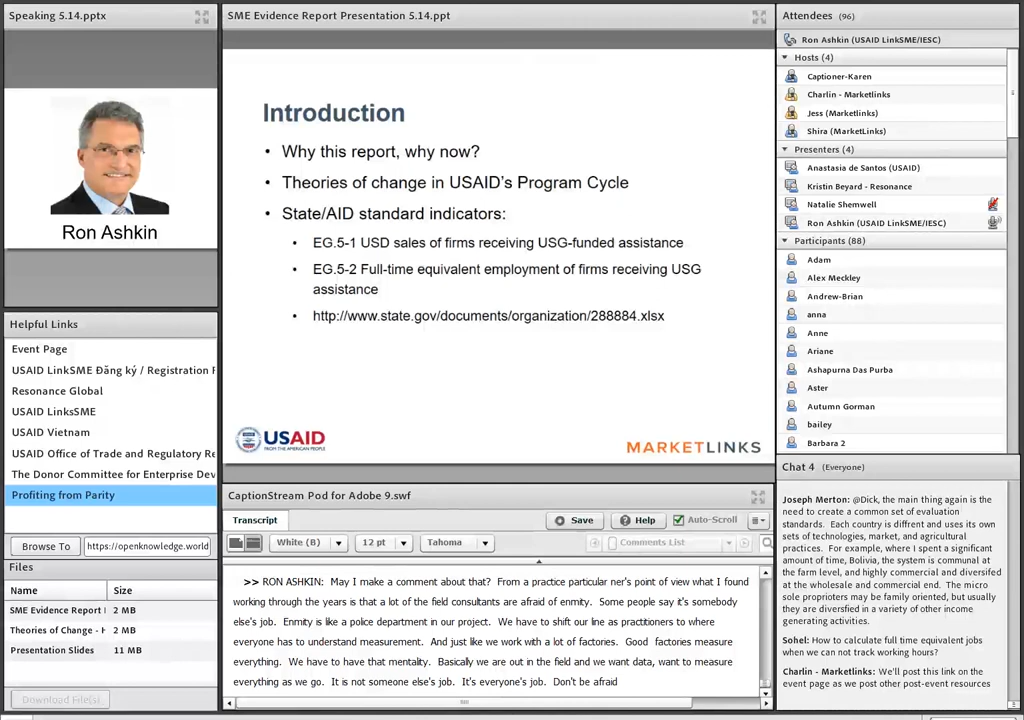 Speaking 5.14.pptx
Ron Ashkin
Helpful Links
Event Page
USAID LinkSME Đăng ký / Registration F
Resonance Global
USAID LinksSME
USAID Vietnam
USAID Office of Trade and Regulatory Re
The Donor Committee for Enterprise Dev
Profiting from Parity
Browse To
https://openknowledge.world
Files
Name Size
SME Evidence Report 2 MB
Theories of Change - 2 MB
Presentation Slides 11 MB
Download File(s)
SME Evidence Report Presentation 5.14.ppt
Introduction
• Why this report, why now?
• Theories of change in USAID's Program Cycle
• State/AID standard indicators:
• EG.5-1 USD sales of firms receiving USG-funded assistance
• EG.5-2 Full-time equivalent employment of firms receiving USG
assistance
• http://www.state.gov/documents/organization/288884.xlsx
USAID
FROM THE AMERICAN PEOPLE
MARKETLINKS
CaptionStream Pod for Adobe 9.swf
Transcript
Save
Help
Auto-Scroll
White (B)
12 pt
Tahoma
Comments List
>> RON ASHKIN: May I make a comment about that? From a practice particular ner's point of view what I found
working through the years is that a lot of the field consultants are afraid of enmity. Some people say it's somebody
else's job. Enmity is like a police department in our project. We have to shift our line as practitioners to where
everyone has to understand measurement. And just like we work with a lot of factories. Good factories measure
everything. We have to have that mentality. Basically we are out in the field and we want data, want to measure
everything as we go. It is not someone else's job. It's everyone's job. Don't be afraid
Attendees (96)
Ron Ashkin (USAID LinkSME/IESC)
Hosts (4)
Captioner-Karen
Charlin - Marketlinks
Jess (Marketlinks)
Shira (MarketLinks)
Presenters (4)
Anastasia de Santos (USAID)
Kristin Beyard - Resonance
Natalie Shemwell
Ron Ashkin (USAID LinkSME/IESC)
Participants (88)
Adam
Alex Meckley
Andrew-Brian
anna
Anne
Ariane
Ashapurna Das Purba
Aster
Autumn Gorman
bailey
Barbara 2
Chat 4 (Everyone)
Joseph Merton: @Dick, the main thing again is the
need to create a common set of evaluation
standards. Each country is diffrent and uses its own
sets of technologies, market, and agricultural
practices. For example, where I spent a significant
amount of time, Bolivia, the system is communal at
the farm level, and highly commercial and diversifed
at the wholesale and commercial end. The micro
sole proprioters may be family oriented, but usually
they are diversfied in a variety of other income
generating activities.
Sohel: How to calculate full time equivalent jobs
when we can not track working hours?
Charlin - Marketlinks: We'll post this link on the
event page as we post other post-event resources